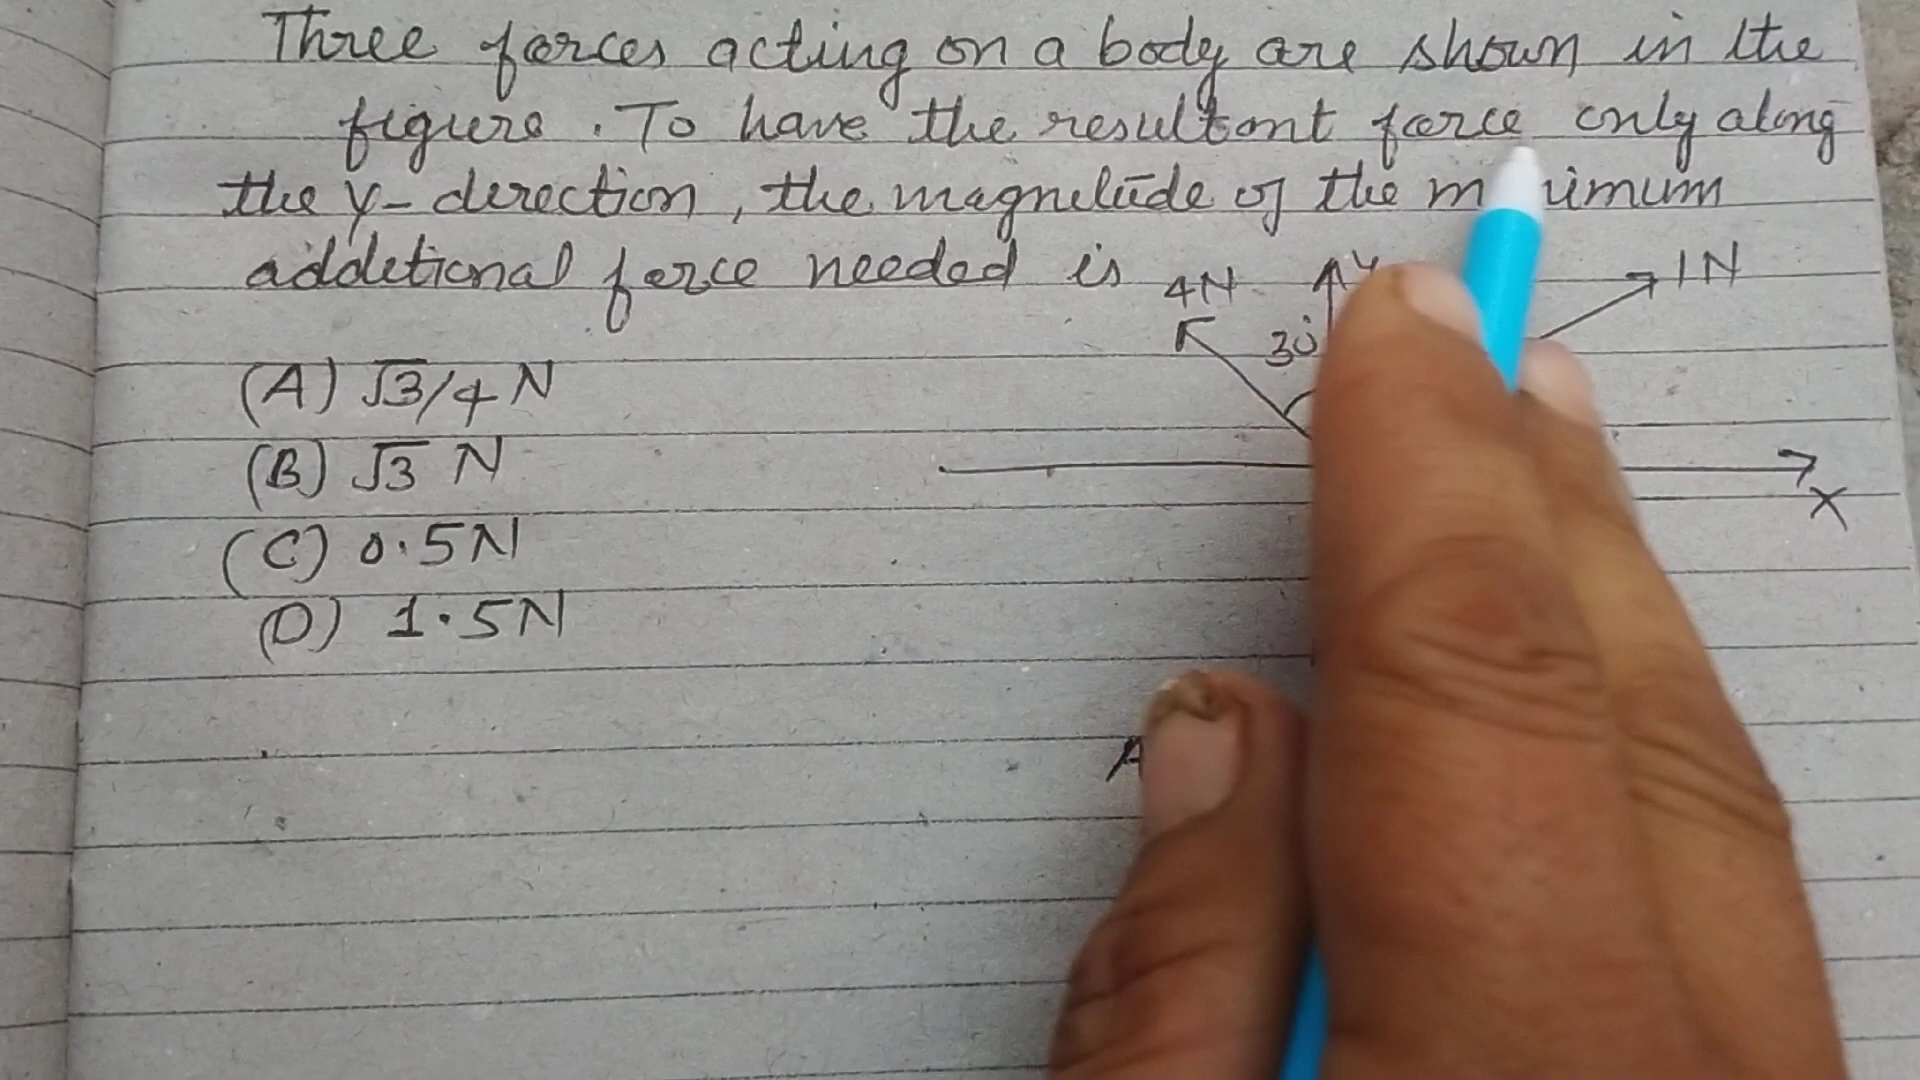 Three forces acting on a body are shown in the
figure. To have the resultant force only along
the y-direction, the magnitude of the
additional force needed is
4N
1N
30
X
(A) √3/4 N
(B) √3 N
(C) 0.5N
(D) 1.5N
A